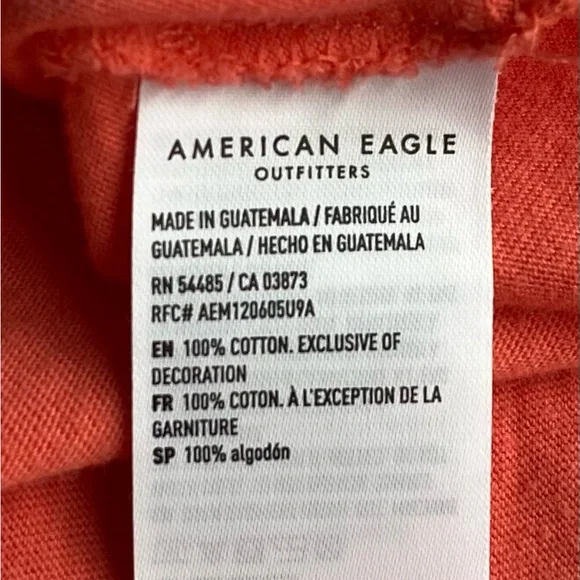 AMERICAN EAGLE
OUTFITTERS
MADE IN GUATEMALA / FABRIQUÉ AU
GUATEMALA / HECHO EN GUATEMALA
RN 54485 / CA 03873
RFC# AEM120605U9A
EN 100% COTTON. EXCLUSIVE OF
DECORATION
FR 100% COTON. À L'EXCEPTION DE LA
GARNITURE
SP 100% algodón